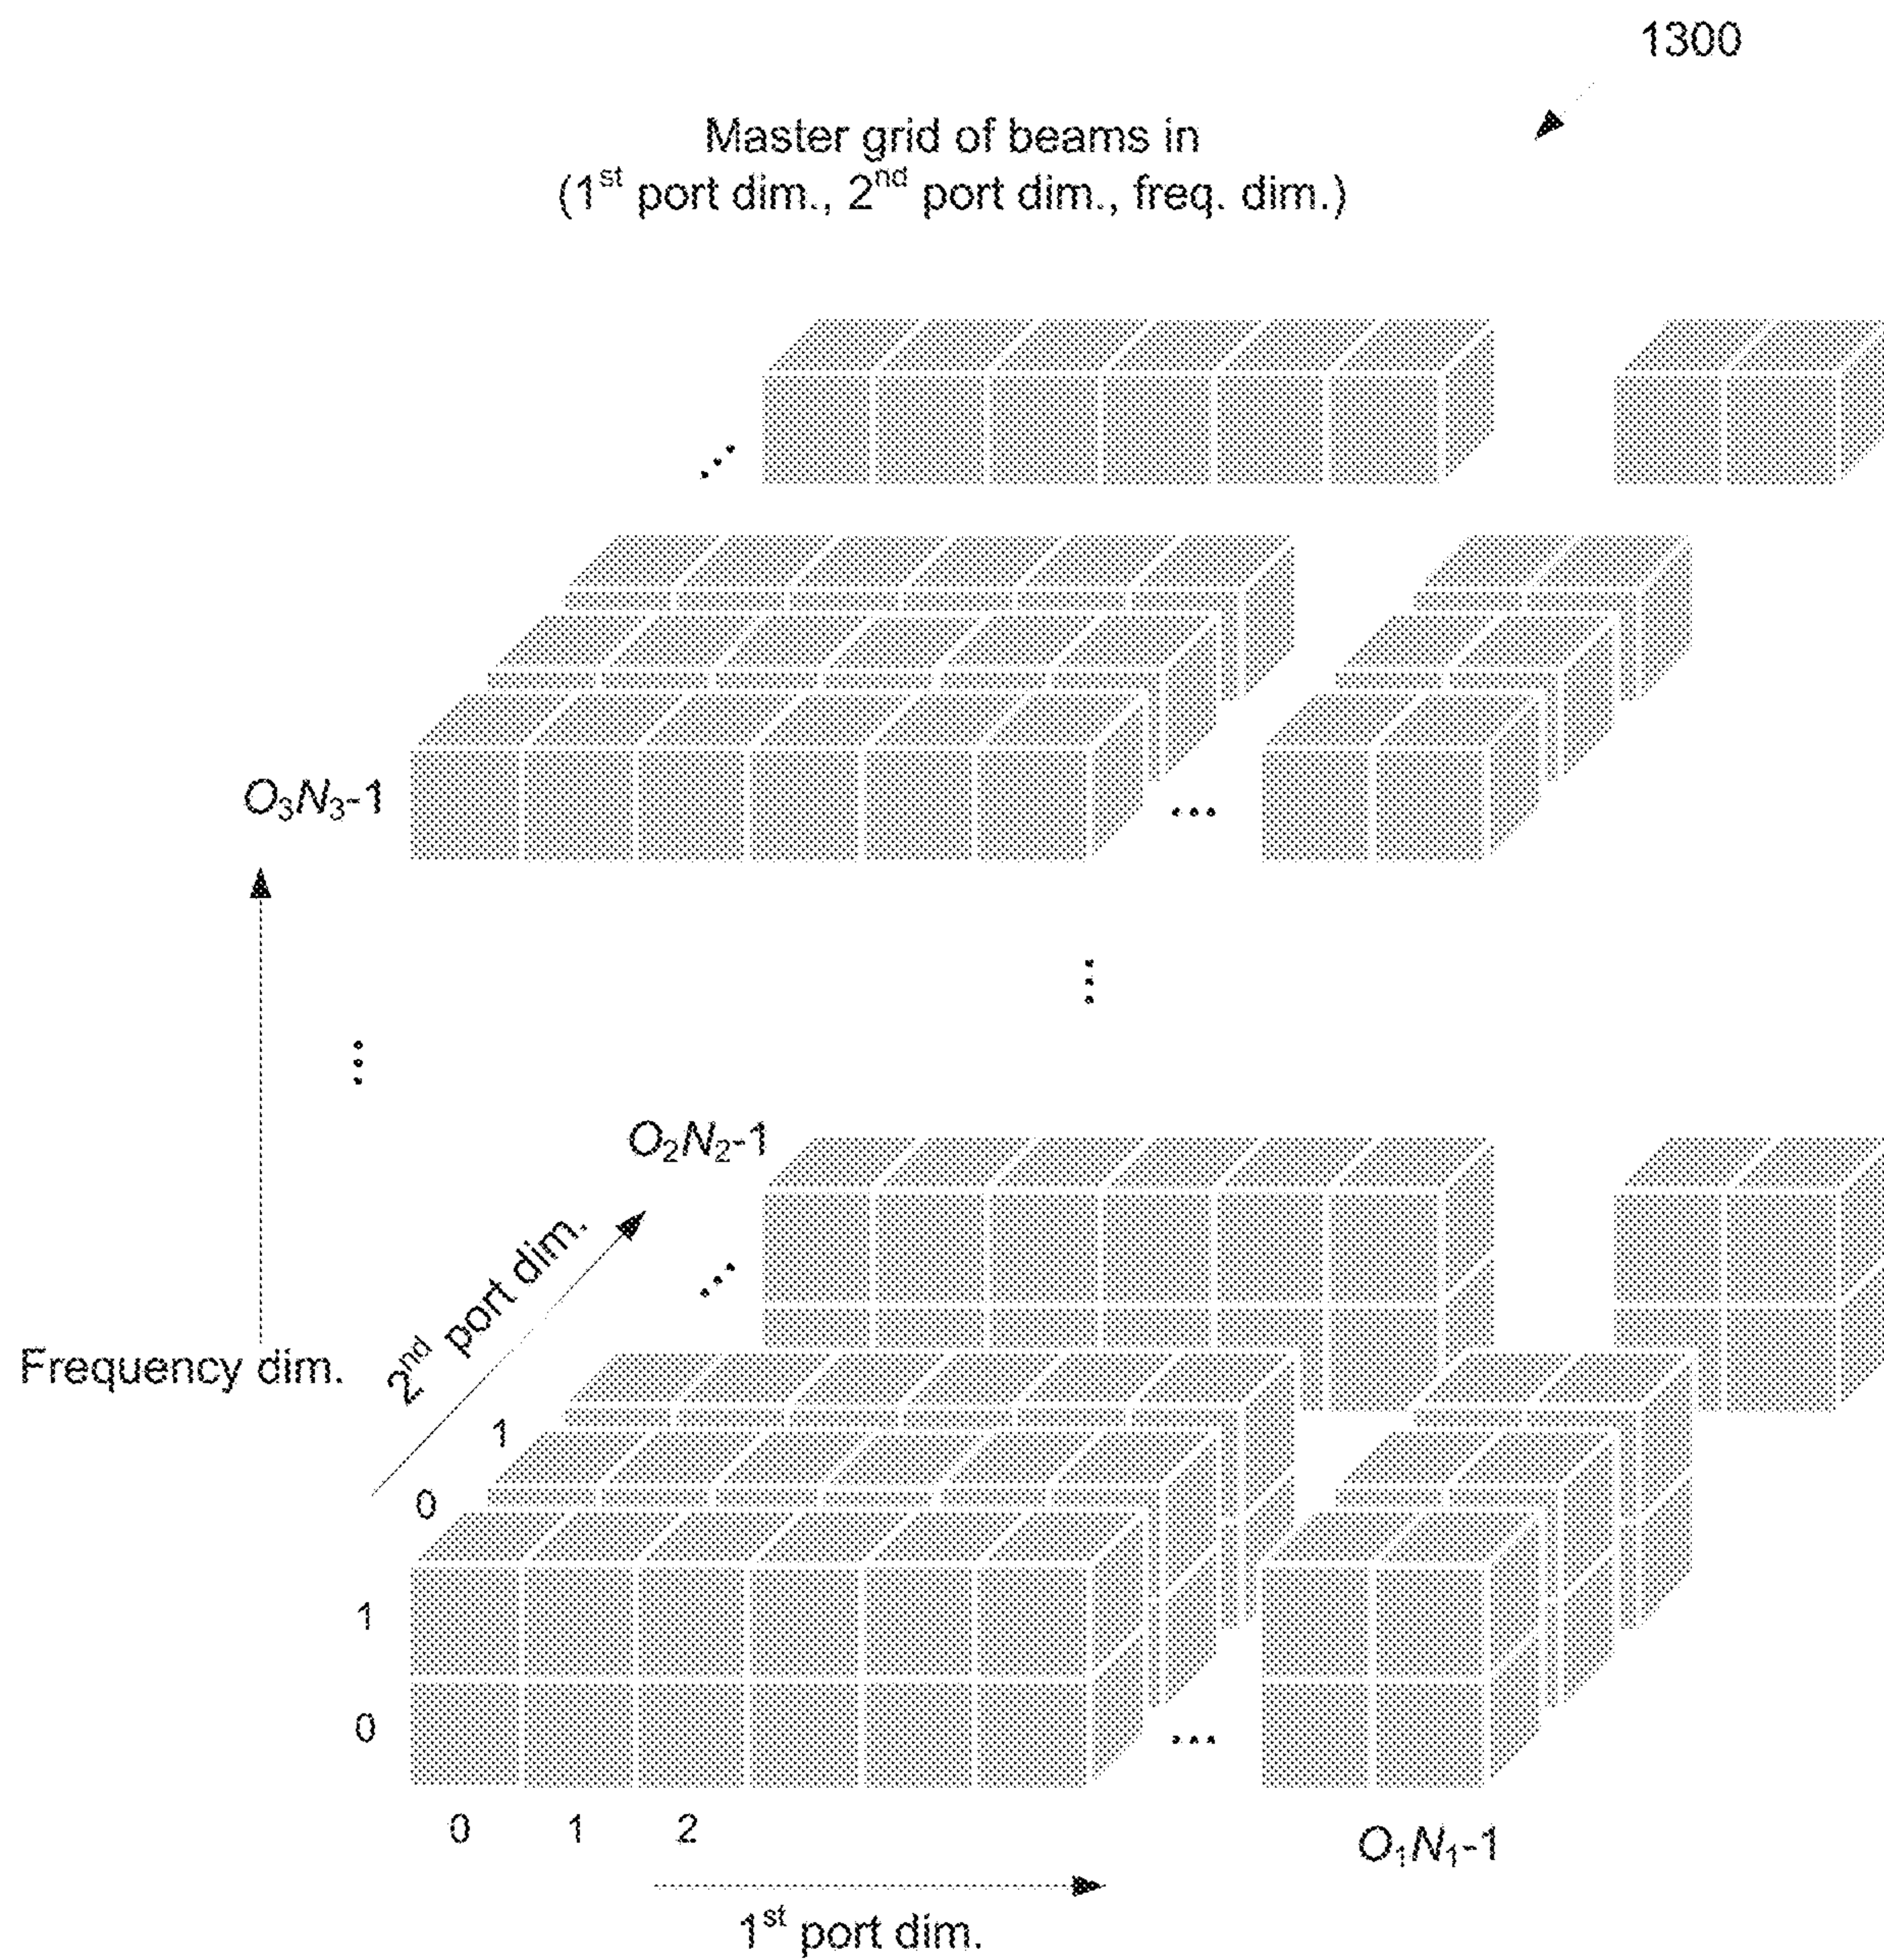 1300
Master grid of beams in
(1st port dim., 2nd port dim., freq. dim.)
...
O3N3-1
...
...
...
O2N2-1
2nd port dim.
...
Frequency dim.
1
0
1
0
...
0 1 2
O1N1-1
1st port dim.